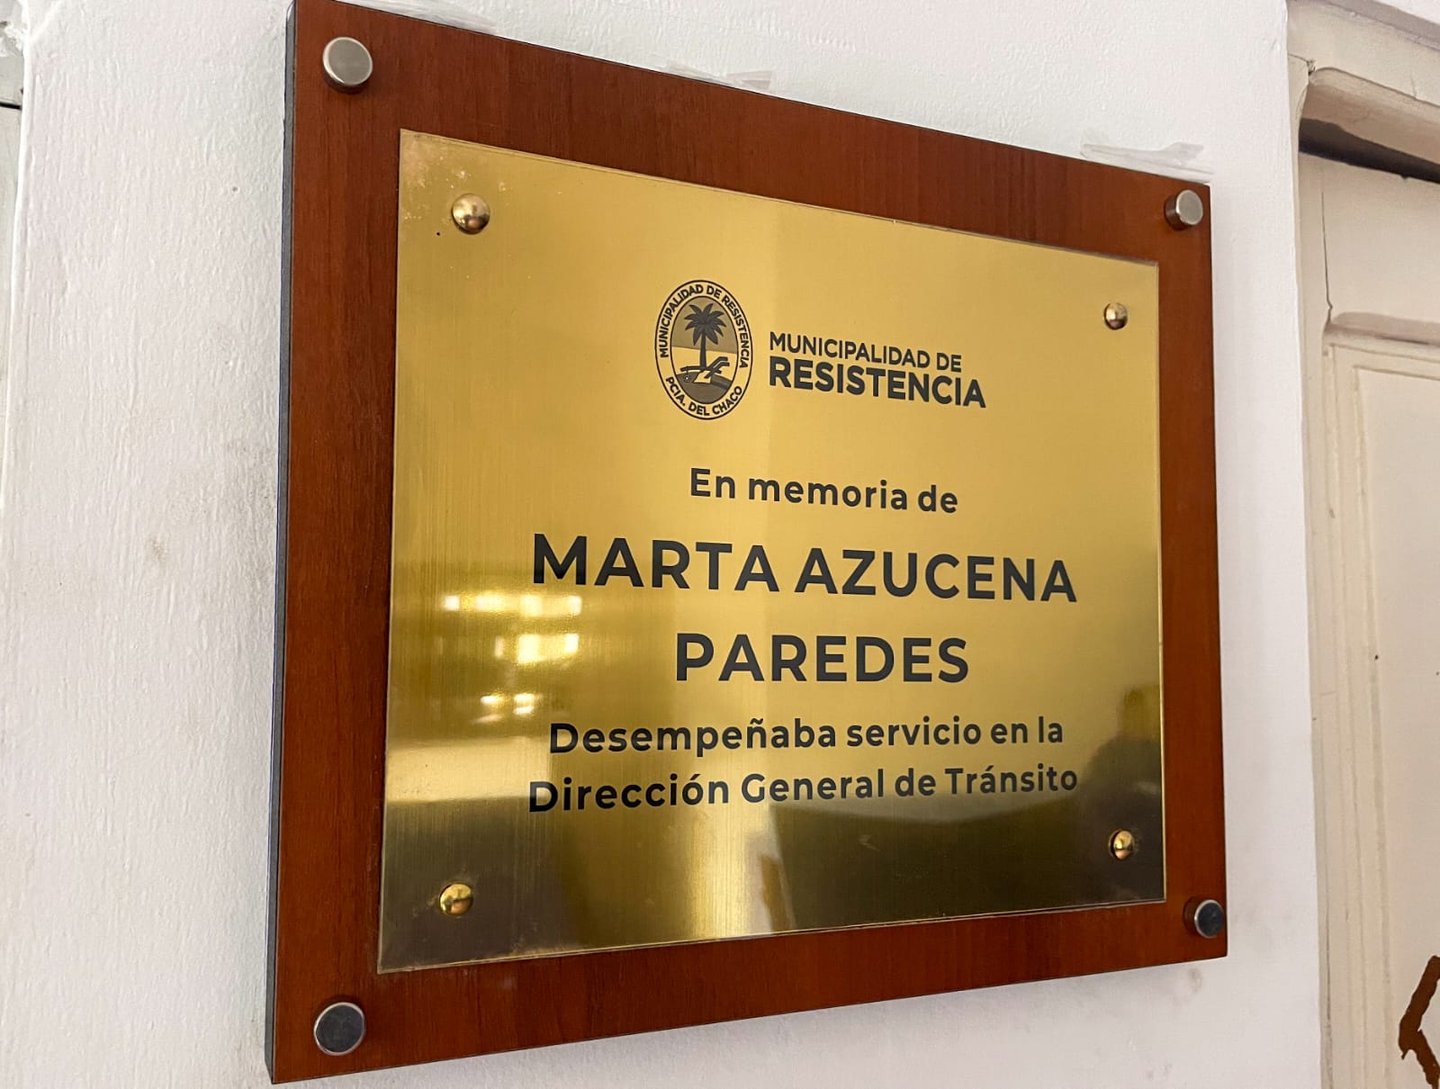 MUNICIPALIDAD DE RESISTENCIA
PCIA. DEL CHACO
MUNICIPALIDAD DE
RESISTENCIA
En memoria de
MARTA AZUCENA
PAREDES
Desempeñaba servicio en la
Dirección General de Tránsito